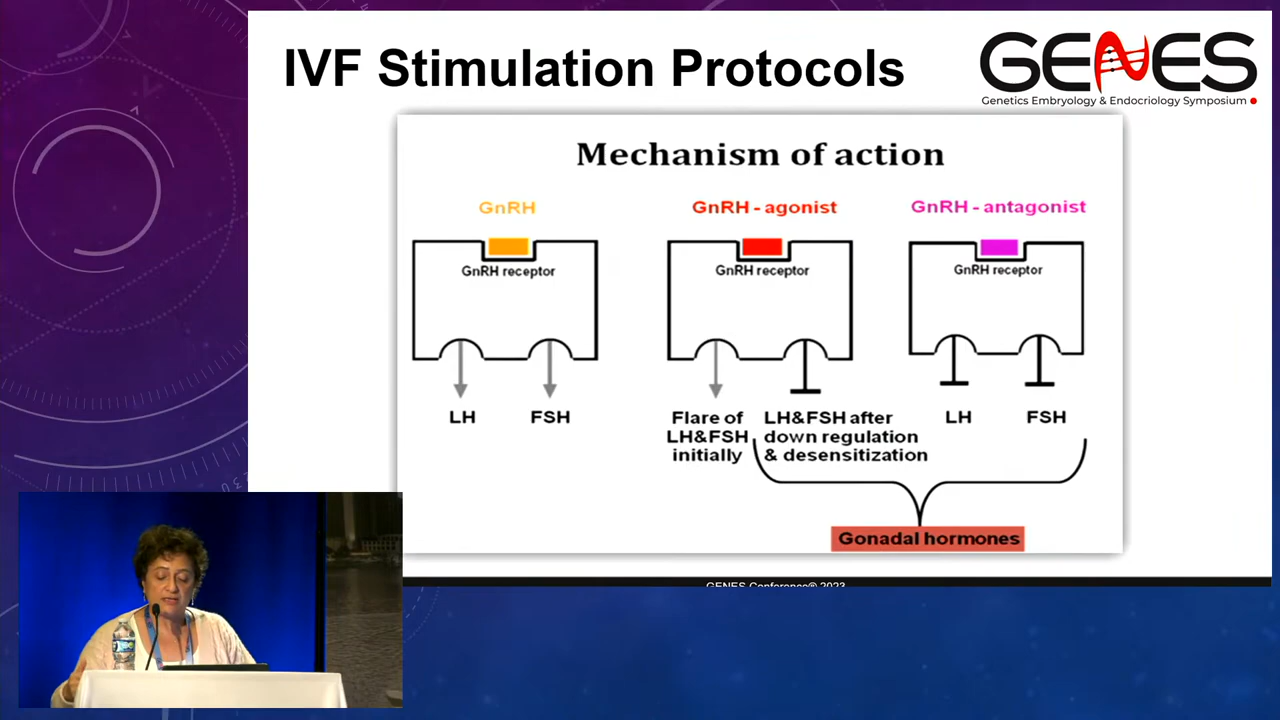 IVF Stimulation Protocols
GENES
Genetics Embryology & Endocriology Symposium
Mechanism of action
GnRH
GnRH - agonist
GnRH - antagonist
GnRH receptor
GnRH receptor
GnRH receptor
LH
FSH
Flare of
LH&FSH
initially
LH&FSH after
down regulation
& desensitization
LH
FSH
Gonadal hormones
GENES Conference® 2023
230